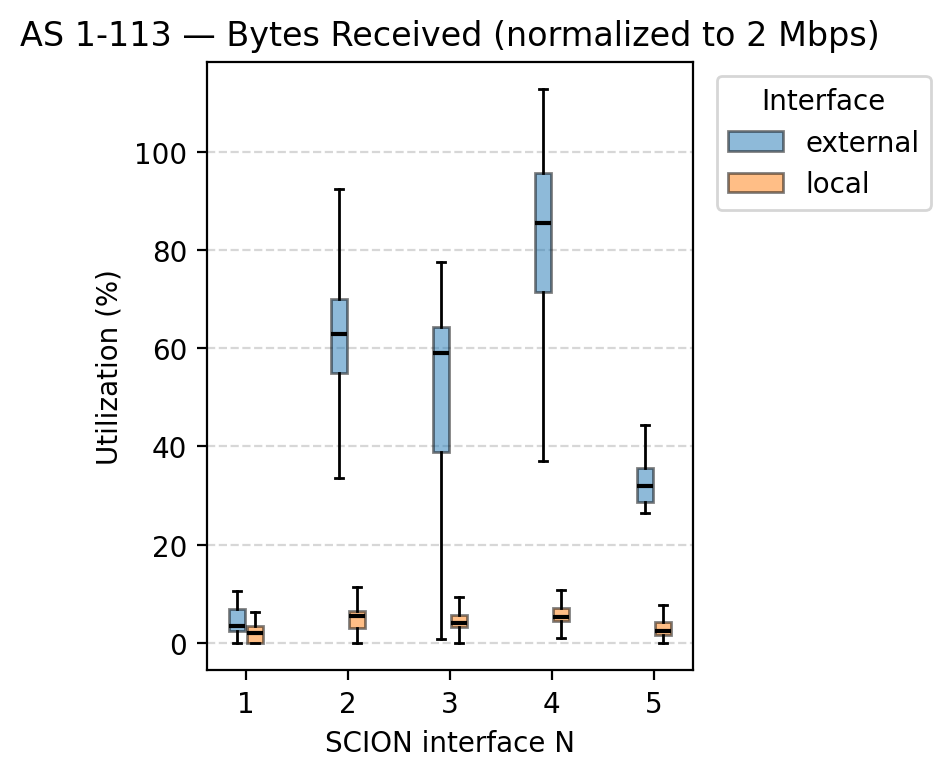 AS 1-113 — Bytes Received (normalized to 2 Mbps)
Interface
external
local
Utilization (%)
100
80
60
40
20
0
1 2 3 4 5
SCION interface N